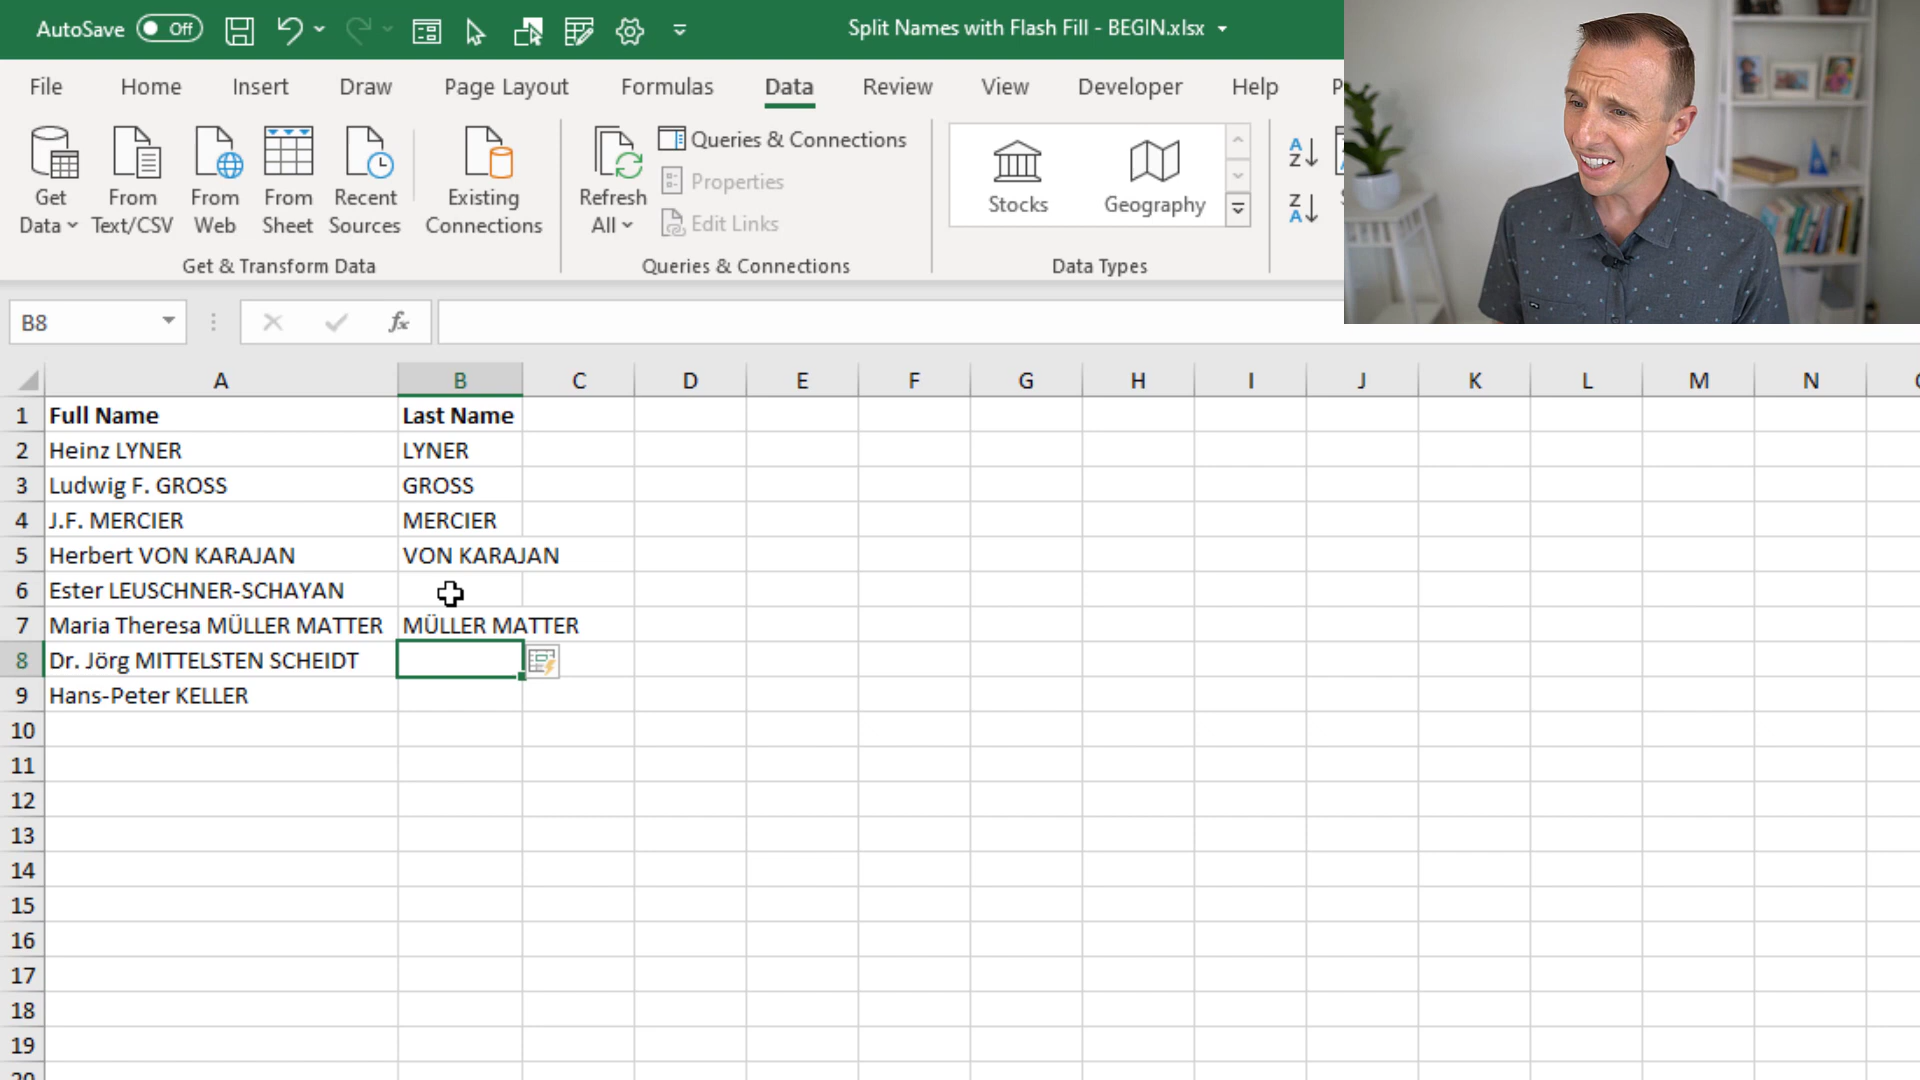 AutoSave Off Split Names with Flash Fill - BEGIN.xlsx
File Home Insert Draw Page Layout Formulas Data Review View Developer Help P
Get Data From Text/CSV From Web From Sheet Recent Sources Existing Connections Refresh All
Queries & Connections
Properties
Edit Links
Stocks Geography
Get & Transform Data Queries & Connections Data Types
B8 fx
A B C D E F G H I J K L M N
1 Full Name Last Name
2 Heinz LYNER LYNER
3 Ludwig F. GROSS GROSS
4 J.F. MERCIER MERCIER
5 Herbert VON KARAJAN VON KARAJAN
6 Ester LEUSCHNER-SCHAYAN
7 Maria Theresa MÜLLER MATTER MÜLLER MATTER
8 Dr. Jörg MITTELSTEN SCHEIDT
9 Hans-Peter KELLER
10
11
12
13
14
15
16
17
18
19
20